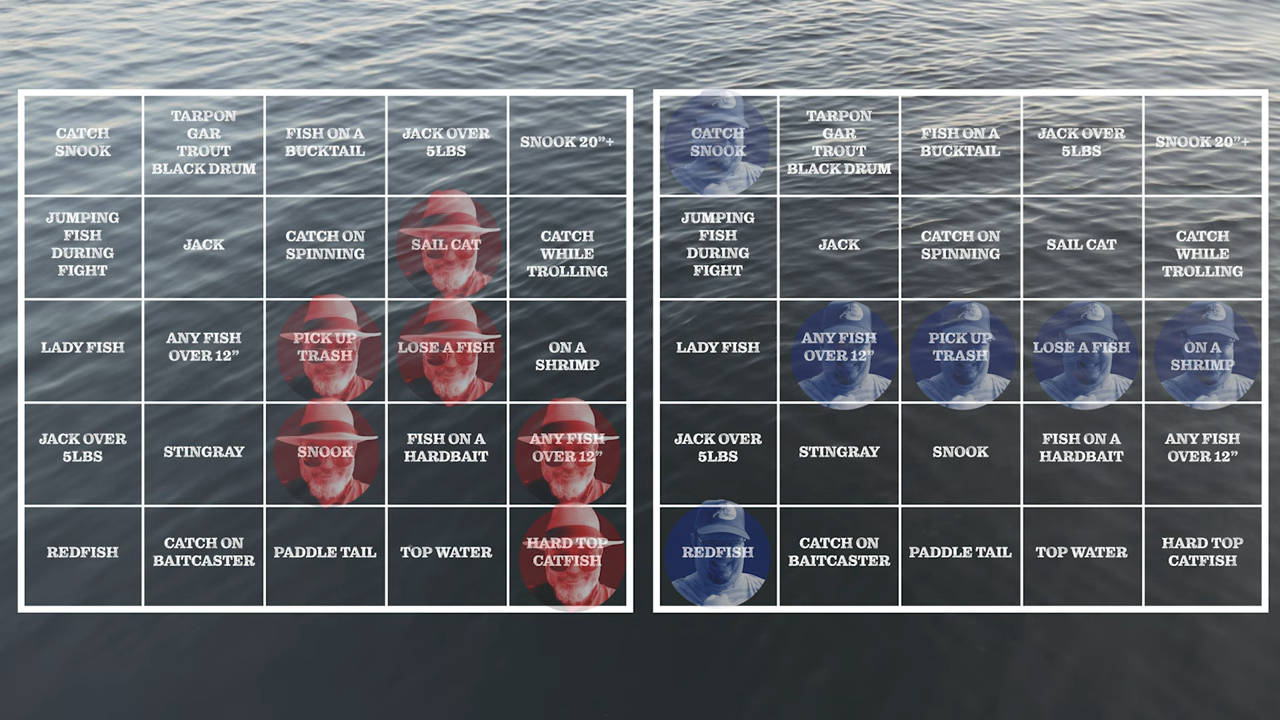 CATCH
SNOOK
TARPON
GAR
TROUT
BLACK DRUM
FISH ON A
BUCKTAIL
JACK OVER
5LBS
SNOOK 20”+
JUMPING
FISH
DURING
FIGHT
JACK
CATCH ON
SPINNING
SAIL CAT
CATCH
WHILE
TROLLING
LADY FISH
ANY FISH
OVER 12”
PICK UP
TRASH
LOSE A FISH
ON A
SHRIMP
JACK OVER
5LBS
STINGRAY
SNOOK
FISH ON A
HARDBAIT
ANY FISH
OVER 12”
REDFISH
CATCH ON
BAITCASTER
PADDLE TAIL
TOP WATER
HARD TOP
CATFISH
CATCH
SNOOK
TARPON
GAR
TROUT
BLACK DRUM
FISH ON A
BUCKTAIL
JACK OVER
5LBS
SNOOK 20”+
JUMPING
FISH
DURING
FIGHT
JACK
CATCH ON
SPINNING
SAIL CAT
CATCH
WHILE
TROLLING
LADY FISH
ANY FISH
OVER 12”
PICK UP
TRASH
LOSE A FISH
ON A
SHRIMP
JACK OVER
5LBS
STINGRAY
SNOOK
FISH ON A
HARDBAIT
ANY FISH
OVER 12”
REDFISH
CATCH ON
BAITCASTER
PADDLE TAIL
TOP WATER
HARD TOP
CATFISH